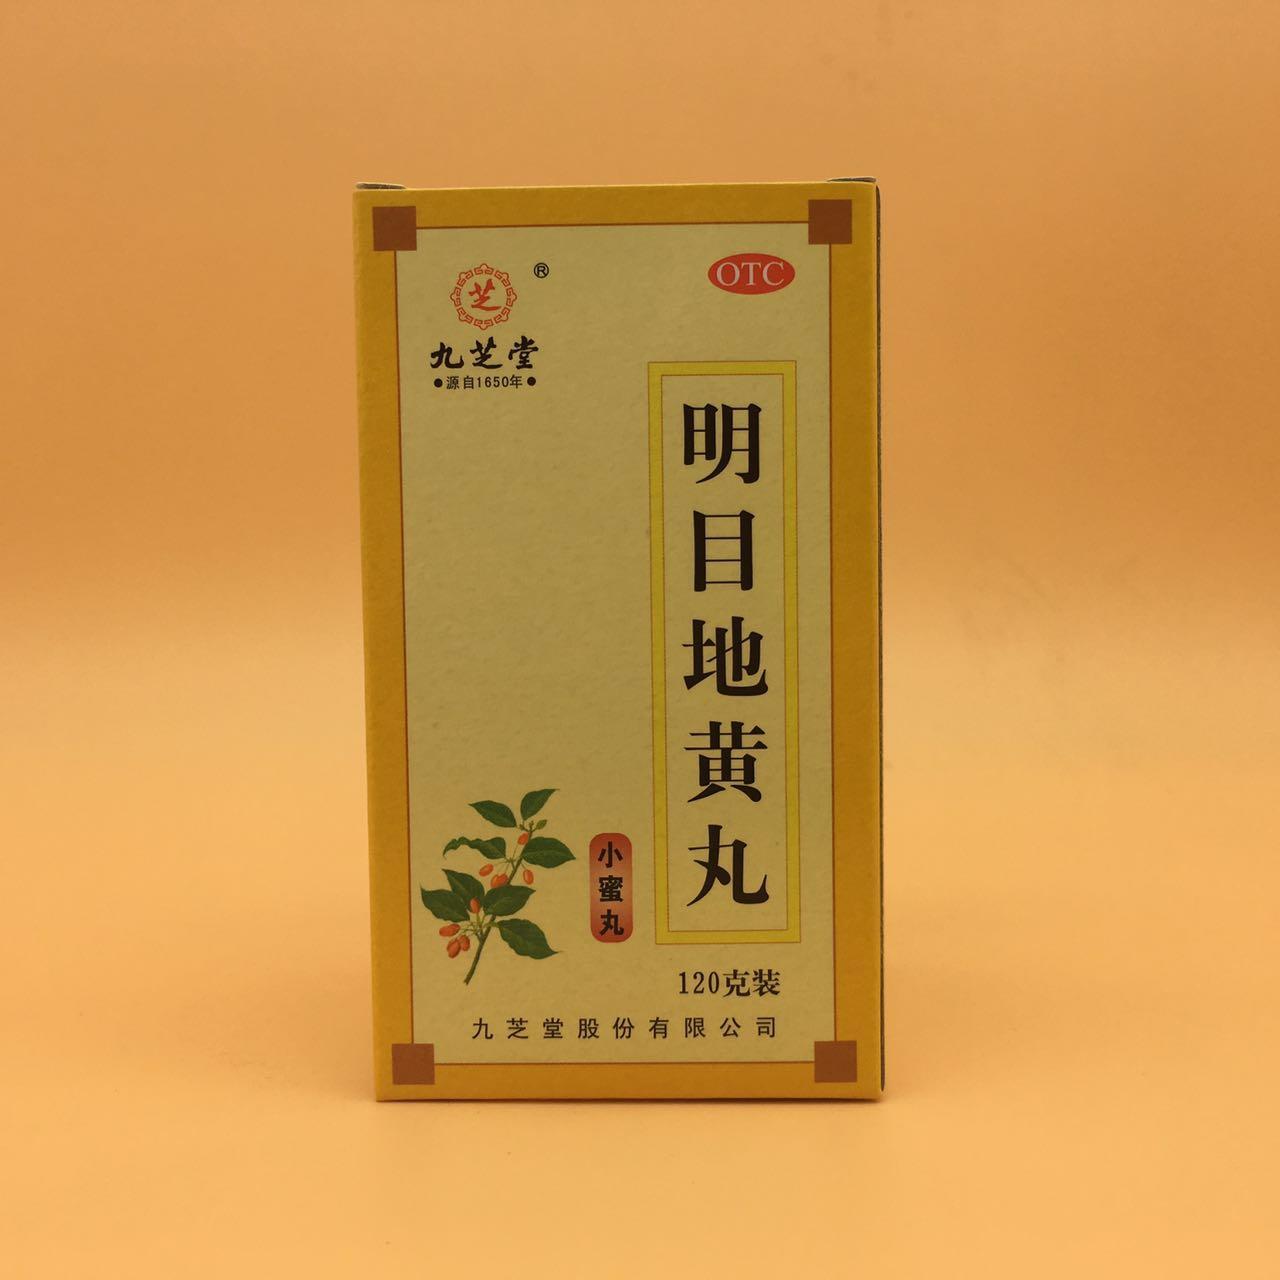 芝
®
九芝堂
●源自1650年●
OTC
明目地黄丸
小蜜丸
120克装
九芝堂股份有限公司